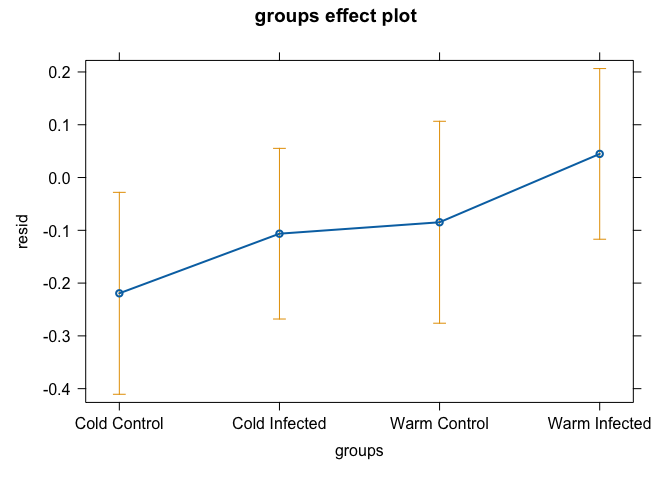 groups effect plot
0.2
0.1
0.0
-0.1
-0.2
-0.3
-0.4
resid
Cold Control Cold Infected Warm Control Warm Infected
groups